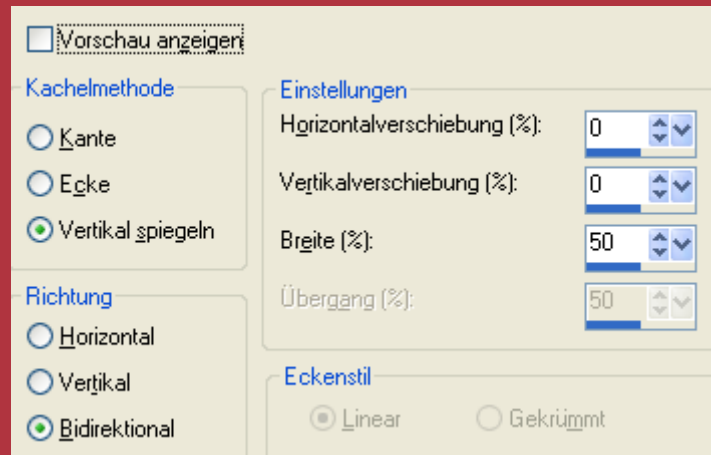 Vorschau anzeigen
Kachelmethode
Kante
Ecke
Vertikal spiegeln
Richtung
Horizontal
Vertikal
Bidirektional
Einstellungen
Horizontalverschiebung (%): 0
Vertikalverschiebung (%): 0
Breite (%): 50
Übergang (%): 50
Eckenstil
Linear Gekrümmt